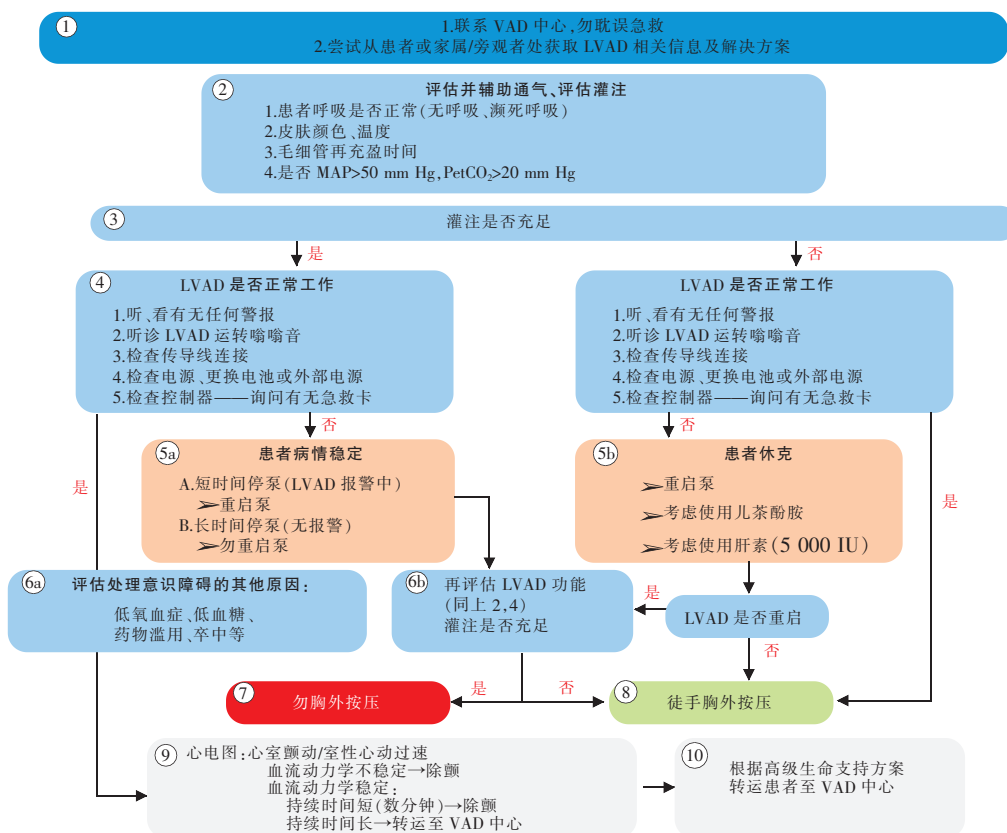 ①
1.联系 VAD 中心,勿耽误急救
2.尝试从患者或家属/旁观者处获取 LVAD 相关信息及解决方案
②
评估并辅助通气、评估灌注
1.患者呼吸是否正常(无呼吸、濒死呼吸)
2.皮肤颜色、温度
3.毛细管再充盈时间
4.是否 MAP>50 mm Hg,PetCO₂>20 mm Hg
③
灌注是否充足
是
否
④
LVAD 是否正常工作
1.听、看有无任何警报
2.听诊 LVAD 运转嗡嗡音
3.检查传导线连接
4.检查电源、更换电池或外部电源
5.检查控制器——询问有无急救卡
LVAD 是否正常工作
1.听、看有无任何警报
2.听诊 LVAD 运转嗡嗡音
3.检查传导线连接
4.检查电源、更换电池或外部电源
5.检查控制器——询问有无急救卡
否
否
是
是
5a
患者病情稳定
A.短时间停泵(LVAD 报警中)
➢重启泵
B.长时间停泵(无报警)
➢勿重启泵
5b
患者休克
➢重启泵
➢考虑使用儿茶酚胺
➢考虑使用肝素(5 000 IU)
6a
评估处理意识障碍的其他原因:
低氧血症、低血糖、
药物滥用、卒中等
6b
再评估 LVAD 功能
(同上 2,4)
灌注是否充足
是
LVAD 是否重启
否
⑦
勿胸外按压
是
否
⑧
徒手胸外按压
⑨
心电图:心室颤动/室性心动过速
血流动力学不稳定→除颤
血流动力学稳定:
持续时间短(数分钟)→除颤
持续时间长→转运至 VAD 中心
⑩
根据高级生命支持方案
转运患者至 VAD 中心